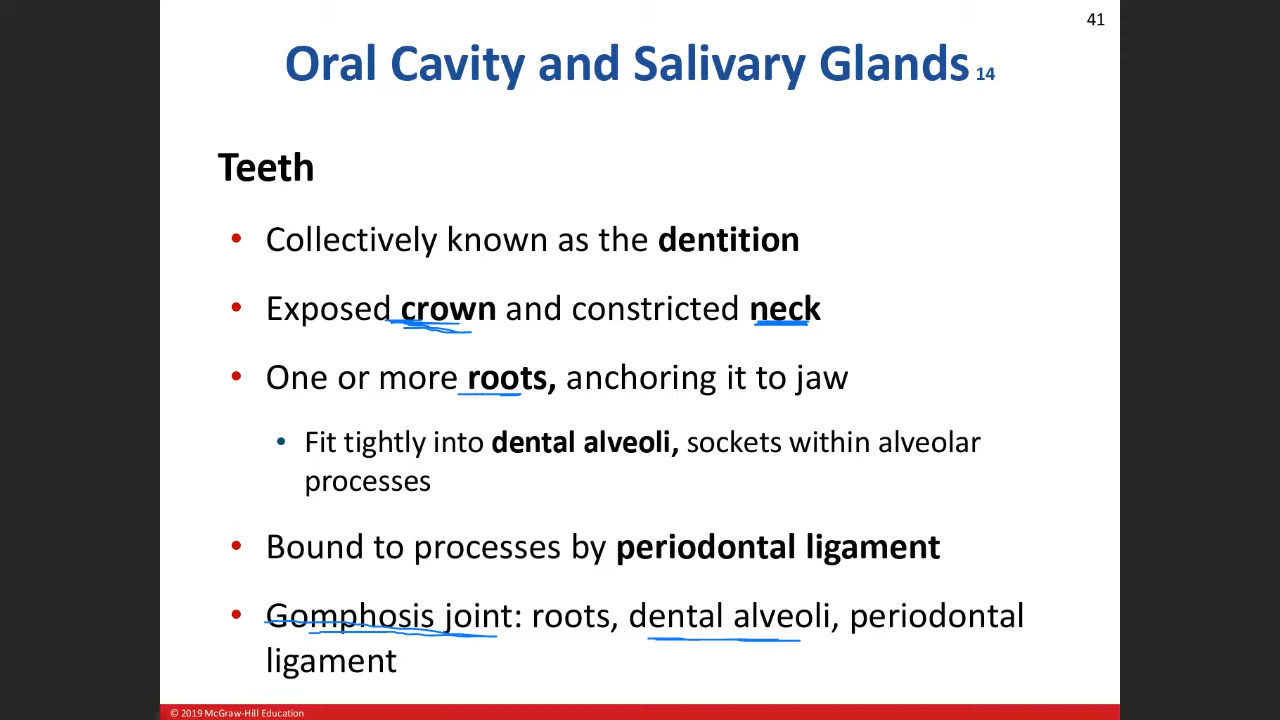 41
Oral Cavity and Salivary Glands 14
Teeth
• Collectively known as the dentition
• Exposed crown and constricted neck
• One or more roots, anchoring it to jaw
• Fit tightly into dental alveoli, sockets within alveolar
processes
• Bound to processes by periodontal ligament
• Gomphosis joint: roots, dental alveoli, periodontal
ligament
© 2019 McGraw-Hill Education